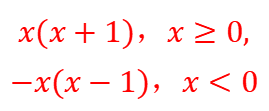 x(x + 1)，x ≥ 0,
−x(x − 1)，x < 0